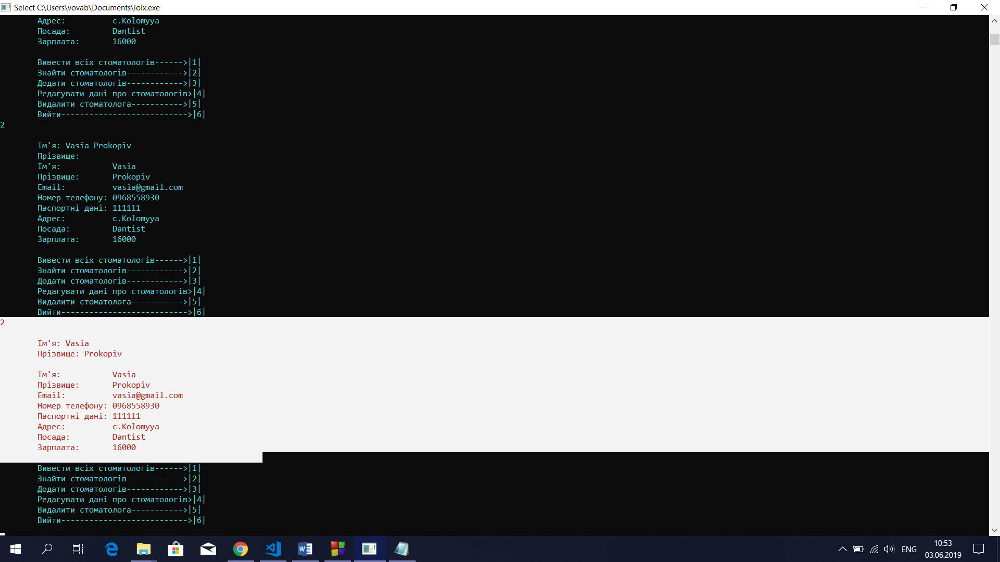 Select C:\Users\vovab\Documents\lolx.exe
Адрес: c.Kolomyya
Посада: Dantist
Зарплата: 16000
Вивести всіх стоматологів------>|1|
Знайти стоматологів------------>|2|
Додати стоматологів------------>|3|
Редагувати дані про стоматологів>|4|
Видалити стоматолога----------->|5|
Вийти--------------------------->|6|
2
Ім'я: Vasia Prokopiv
Прізвище:
Ім'я: Vasia
Прізвище: Prokopiv
Email: vasia@gmail.com
Номер телефону: 0968558930
Паспортні дані: 111111
Адрес: c.Kolomyya
Посада: Dantist
Зарплата: 16000
Вивести всіх стоматологів------>|1|
Знайти стоматологів------------>|2|
Додати стоматологів------------>|3|
Редагувати дані про стоматологів>|4|
Видалити стоматолога----------->|5|
Вийти--------------------------->|6|
2
Ім'я: Vasia
Прізвище: Prokopiv
Ім'я: Vasia
Прізвище: Prokopiv
Email: vasia@gmail.com
Номер телефону: 0968558930
Паспортні дані: 111111
Адрес: c.Kolomyya
Посада: Dantist
Зарплата: 16000
Вивести всіх стоматологів------>|1|
Знайти стоматологів------------>|2|
Додати стоматологів------------>|3|
Редагувати дані про стоматологів>|4|
Видалити стоматолога----------->|5|
Вийти--------------------------->|6|
ENG
10:53
03.06.2019